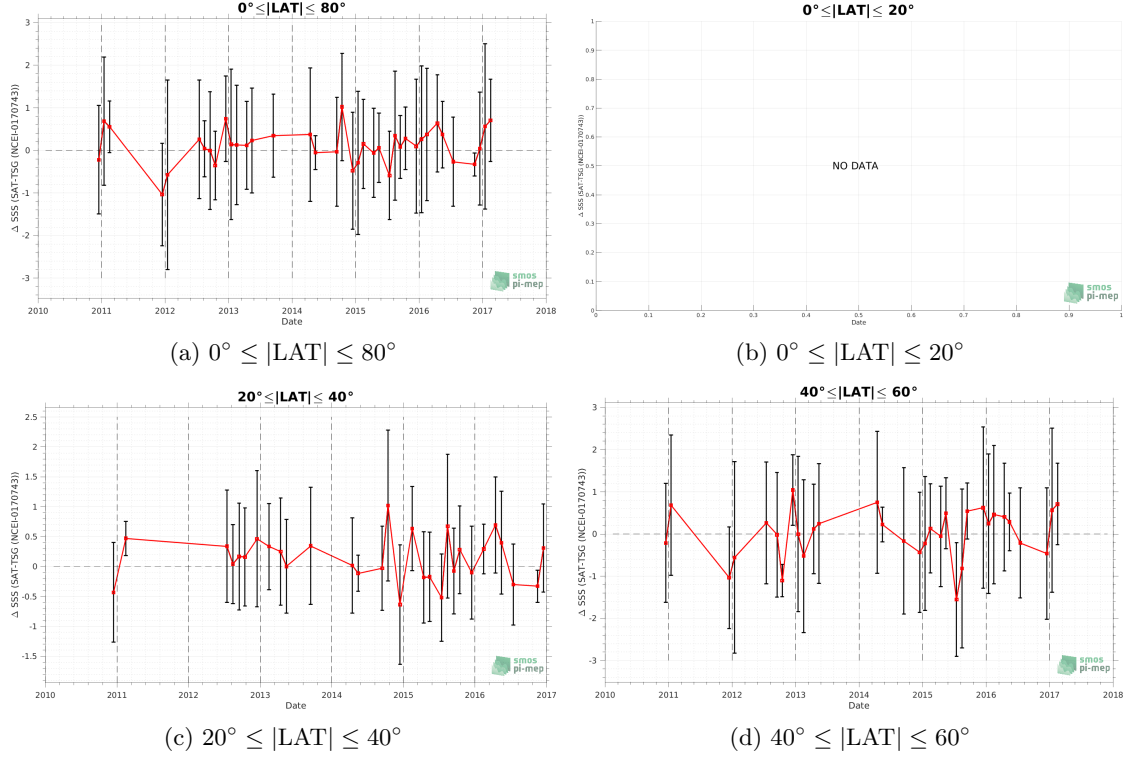 0°≤|LAT|≤ 80°
Δ SSS (SAT-TSG (NCEI-0170743))
3
2
1
0
-1
-2
-3
2010 2011 2012 2013 2014 2015 2016 2017 2018
Date
smos
pi-mep
(a) 0° ≤ |LAT| ≤ 80°
0°≤|LAT|≤ 20°
Δ SSS (SAT-TSG (NCEI-0170743))
1
0.9
0.8
0.7
0.6
0.5
0.4
0.3
0.2
0.1
0
NO DATA
0 0.1 0.2 0.3 0.4 0.5 0.6 0.7 0.8 0.9 1
Date
smos
pi-mep
(b) 0° ≤ |LAT| ≤ 20°
20°≤|LAT|≤ 40°
Δ SSS (SAT-TSG (NCEI-0170743))
2.5
2
1.5
1
0.5
0
-0.5
-1
-1.5
2010 2011 2012 2013 2014 2015 2016 2017
Date
smos
pi-mep
(c) 20° ≤ |LAT| ≤ 40°
40°≤|LAT|≤ 60°
Δ SSS (SAT-TSG (NCEI-0170743))
3
2
1
0
-1
-2
-3
2010 2011 2012 2013 2014 2015 2016 2017 2018
Date
smos
pi-mep
(d) 40° ≤ |LAT| ≤ 60°